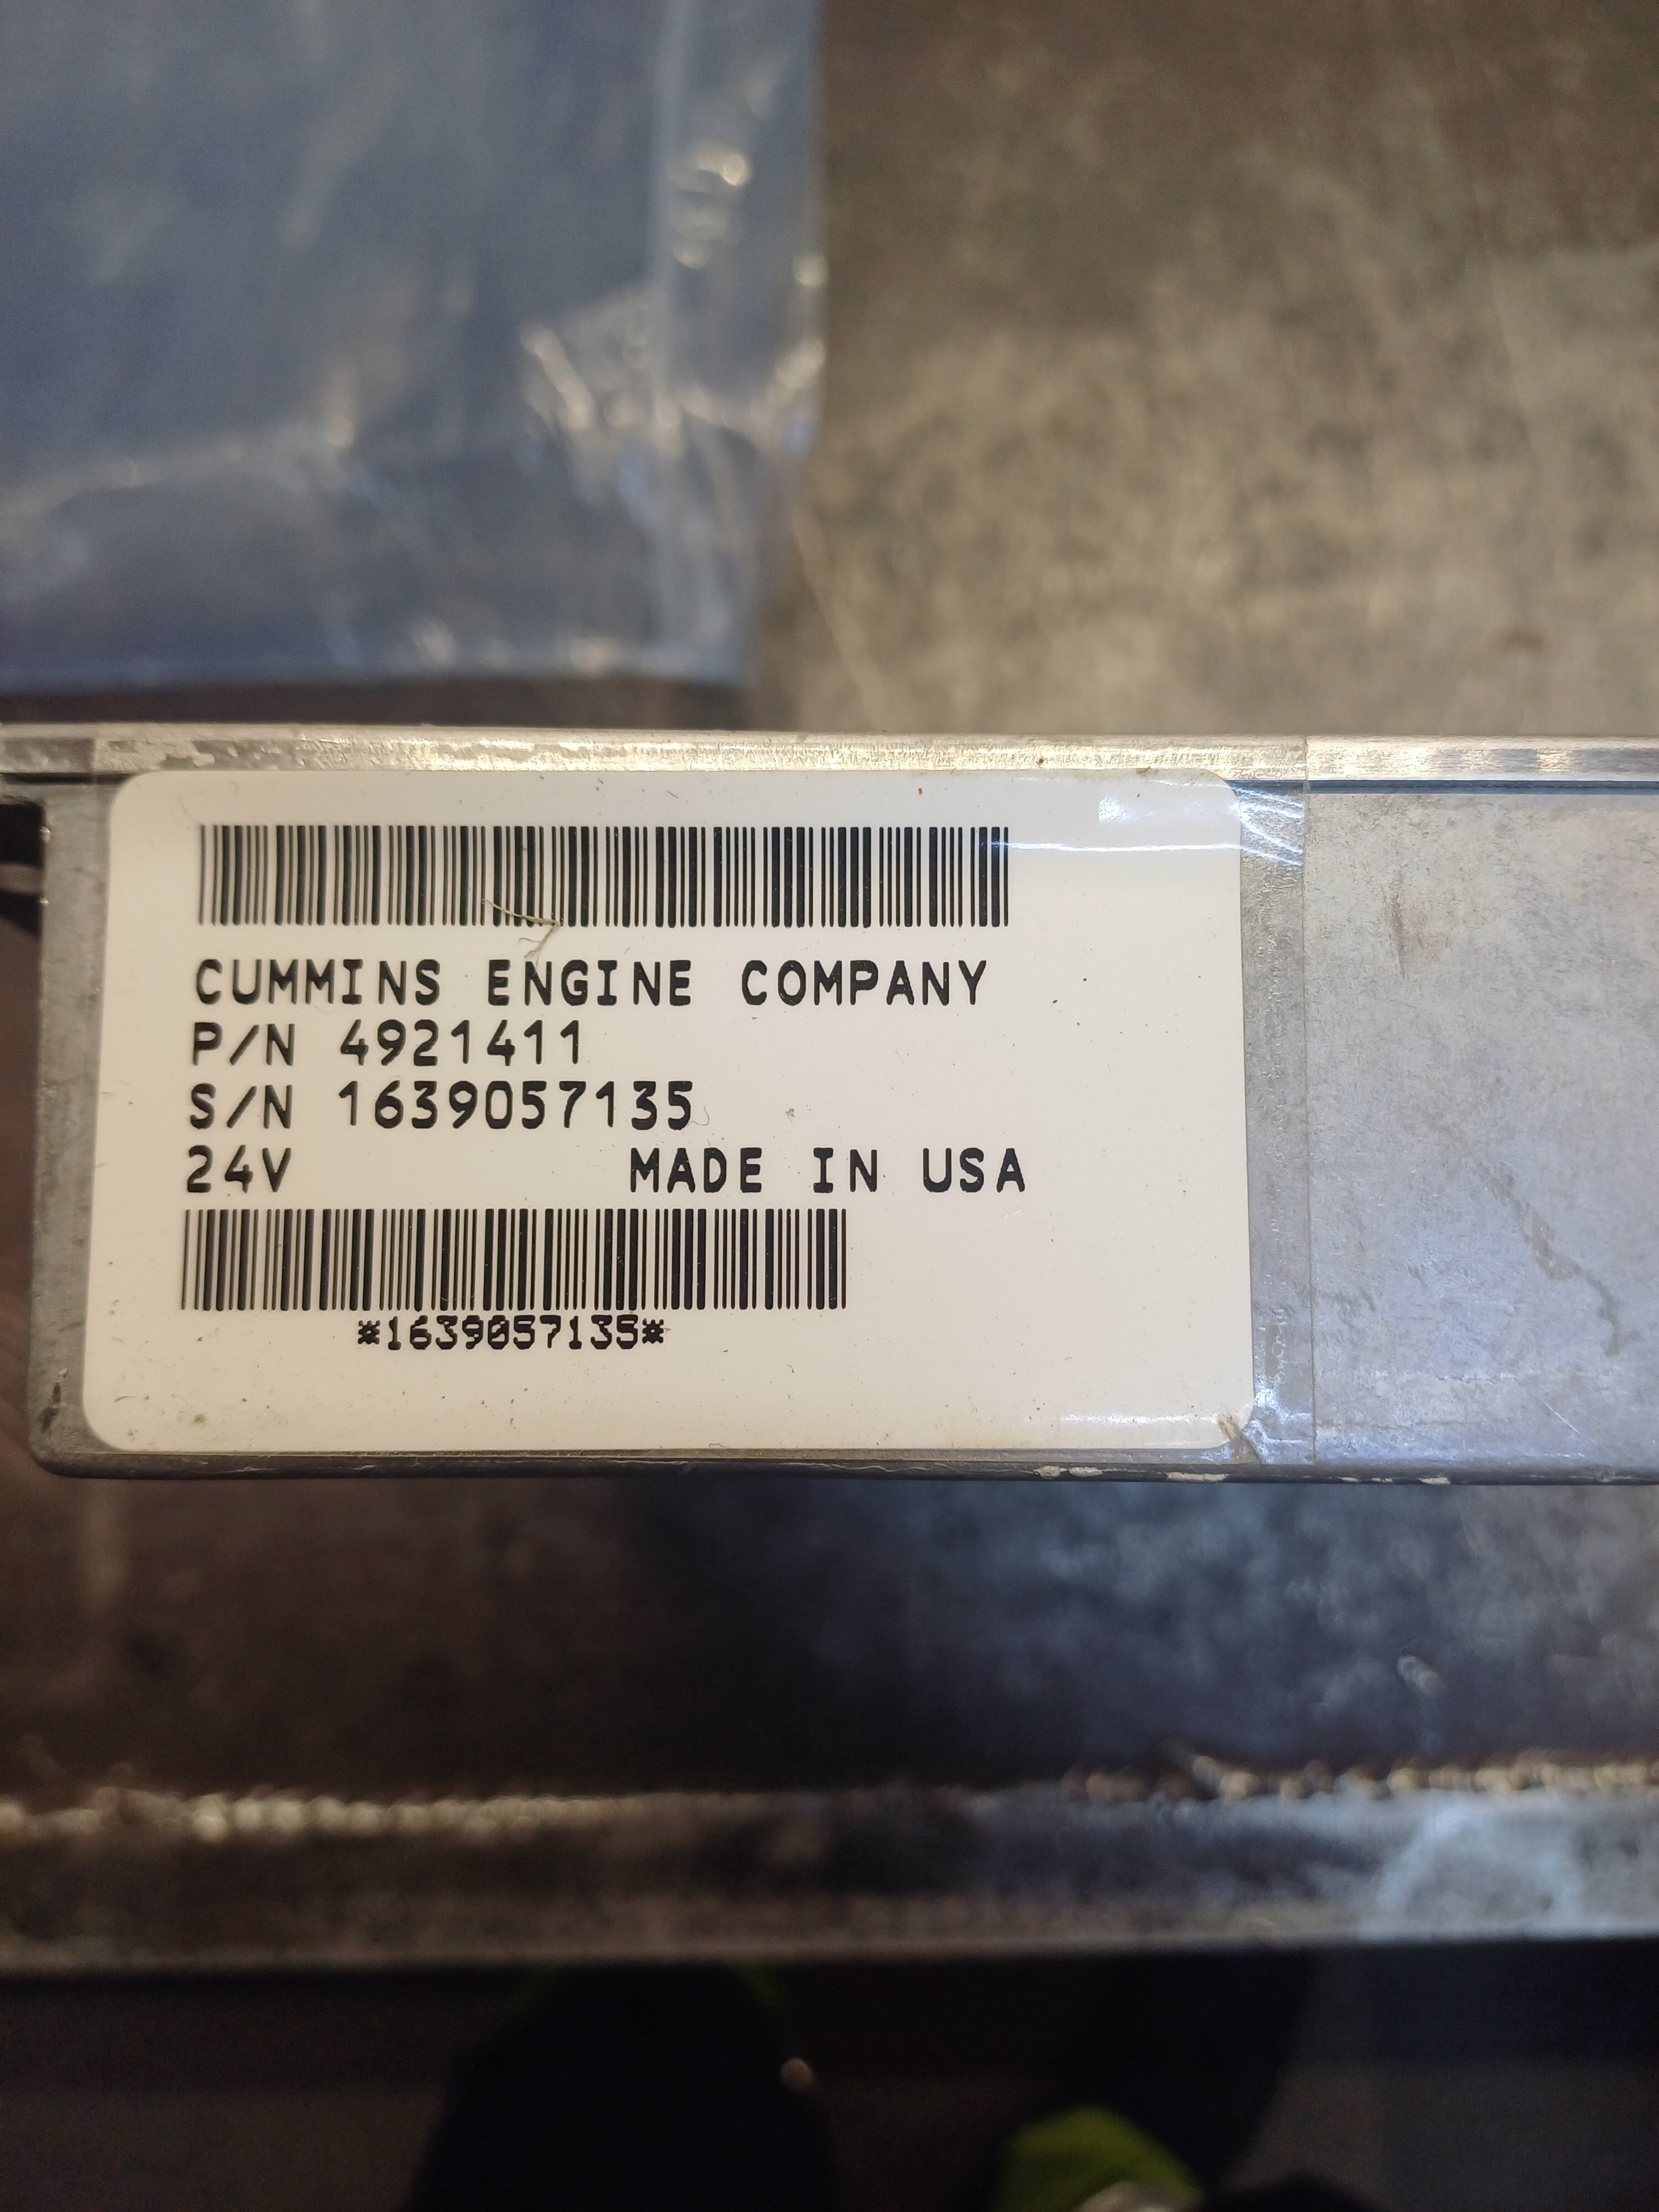 CUMMINS ENGINE COMPANY
P/N 4921411
S/N 1639057135
24V MADE IN USA
*1639057135*